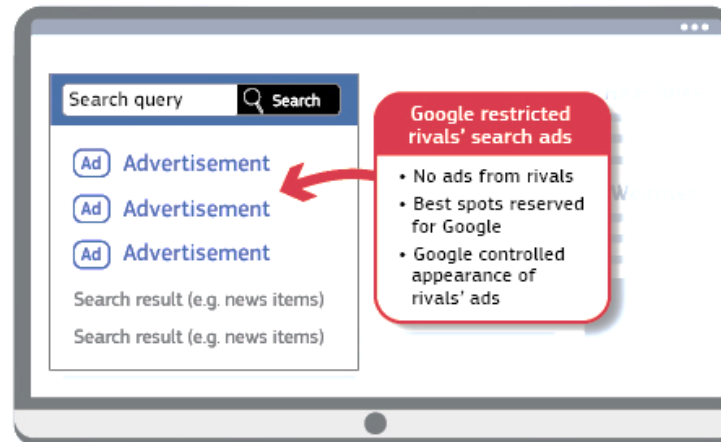 Search query
Search
Ad Advertisement
Ad Advertisement
Ad Advertisement
Search result (e.g. news items)
Search result (e.g. news items)
Google restricted
rivals' search ads
• No ads from rivals
• Best spots reserved
for Google
• Google controlled
appearance of
rivals' ads